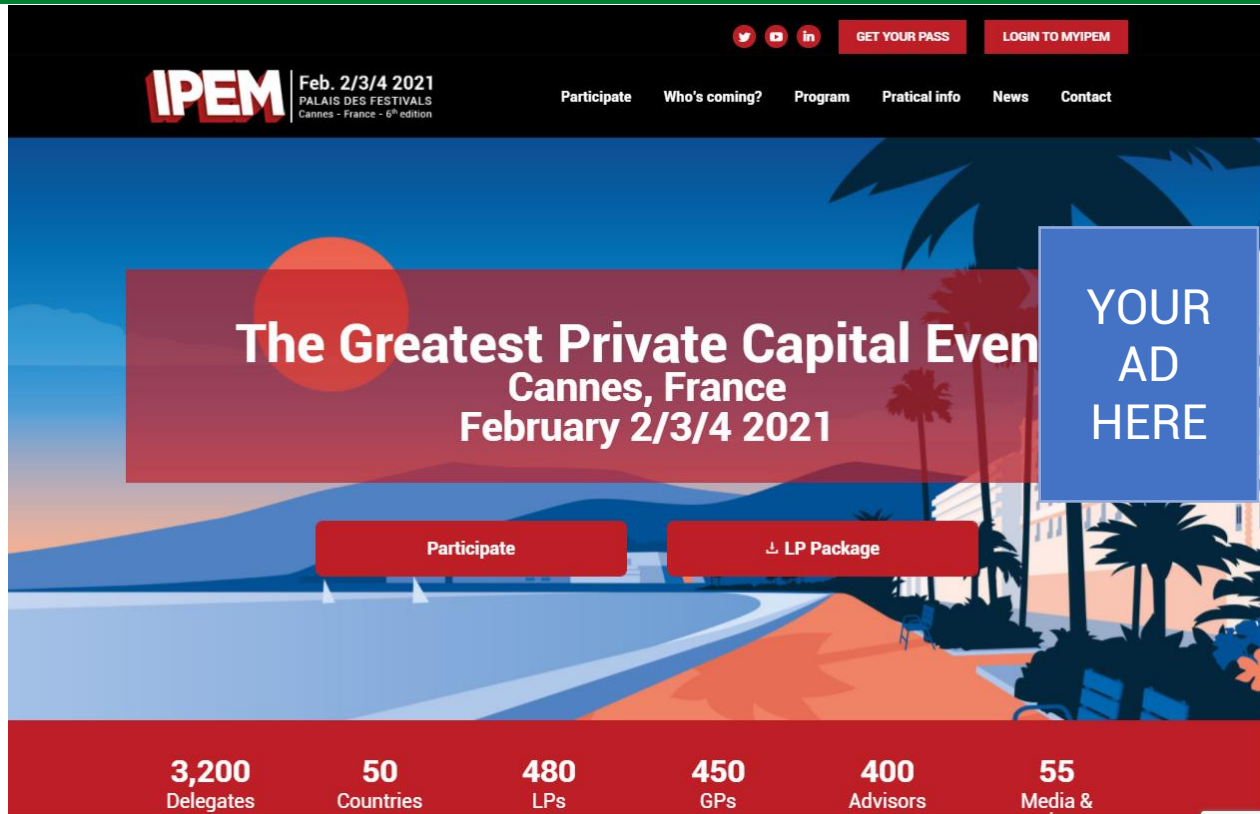 GET YOUR PASS
LOGIN TO MYIPEM
IPEM
Feb. 2/3/4 2021
PALAIS DES FESTIVALS
Cannes - France - 6th edition
Participate
Who's coming?
Program
Pratical info
News
Contact
The Greatest Private Capital Even
Cannes, France
February 2/3/4 2021
YOUR
AD
HERE
Participate
LP Package
3,200
Delegates
50
Countries
480
LPs
450
GPs
400
Advisors
55
Media &